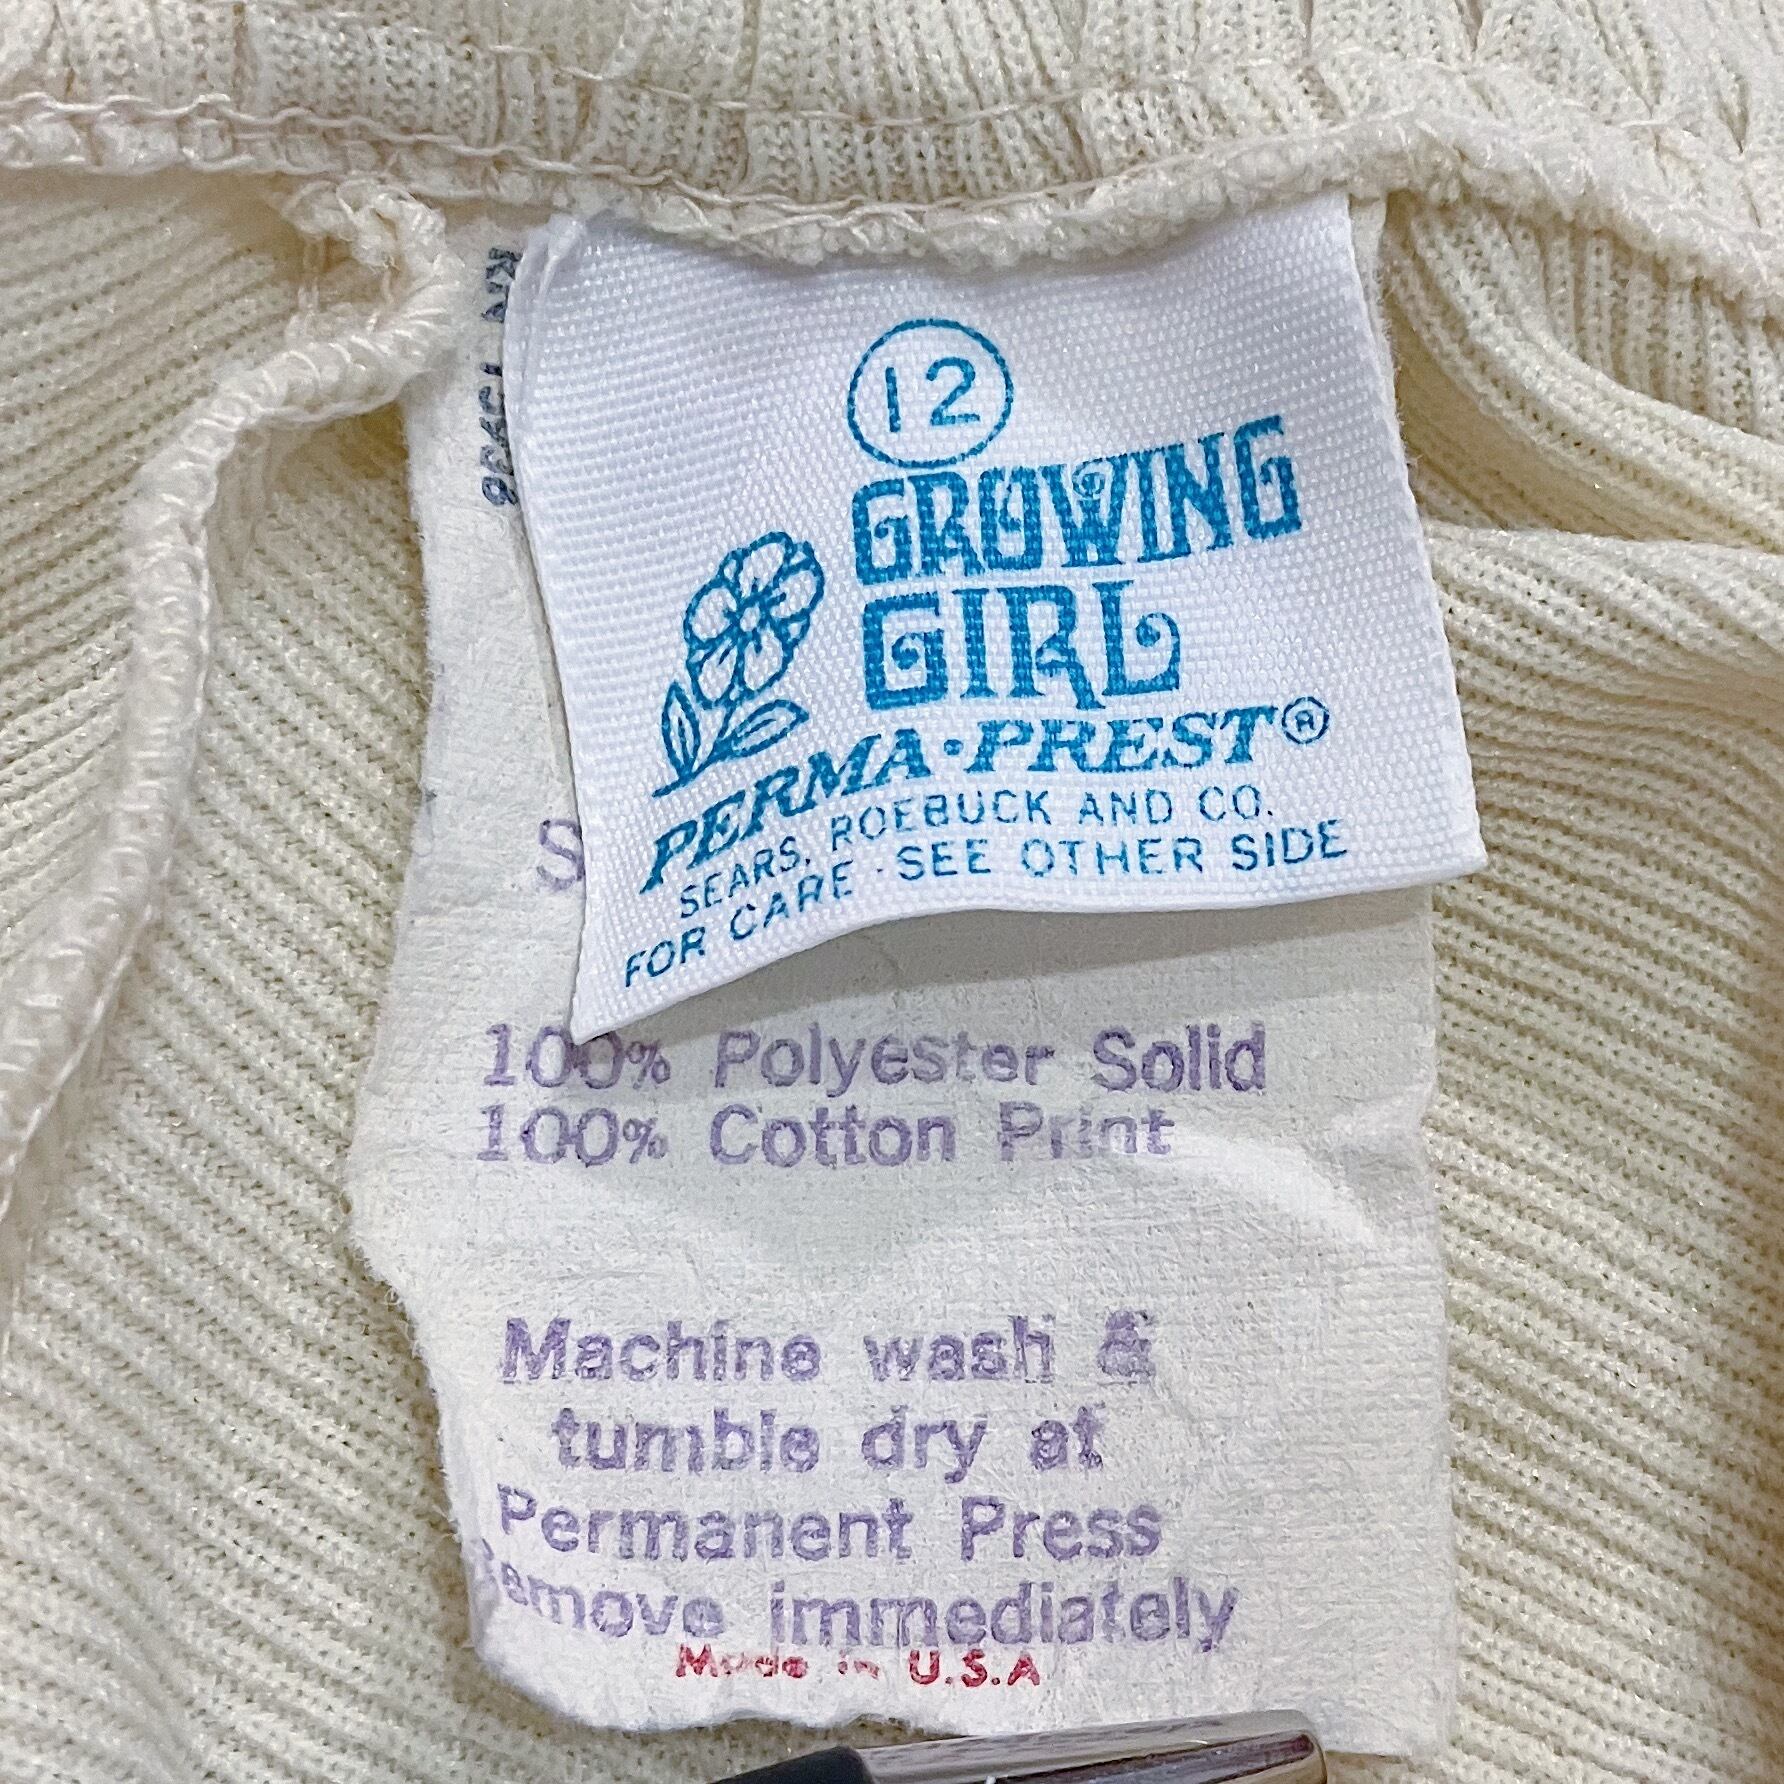 12
GROWING
GIRL
PERMA·PREST®
SEARS, ROEBUCK AND CO.
FOR CARE - SEE OTHER SIDE
S
100% Polyester Solid
100% Cotton Print
Machine wash &
tumble dry at
Permanent Press
Remove immediately
Made in U.S.A